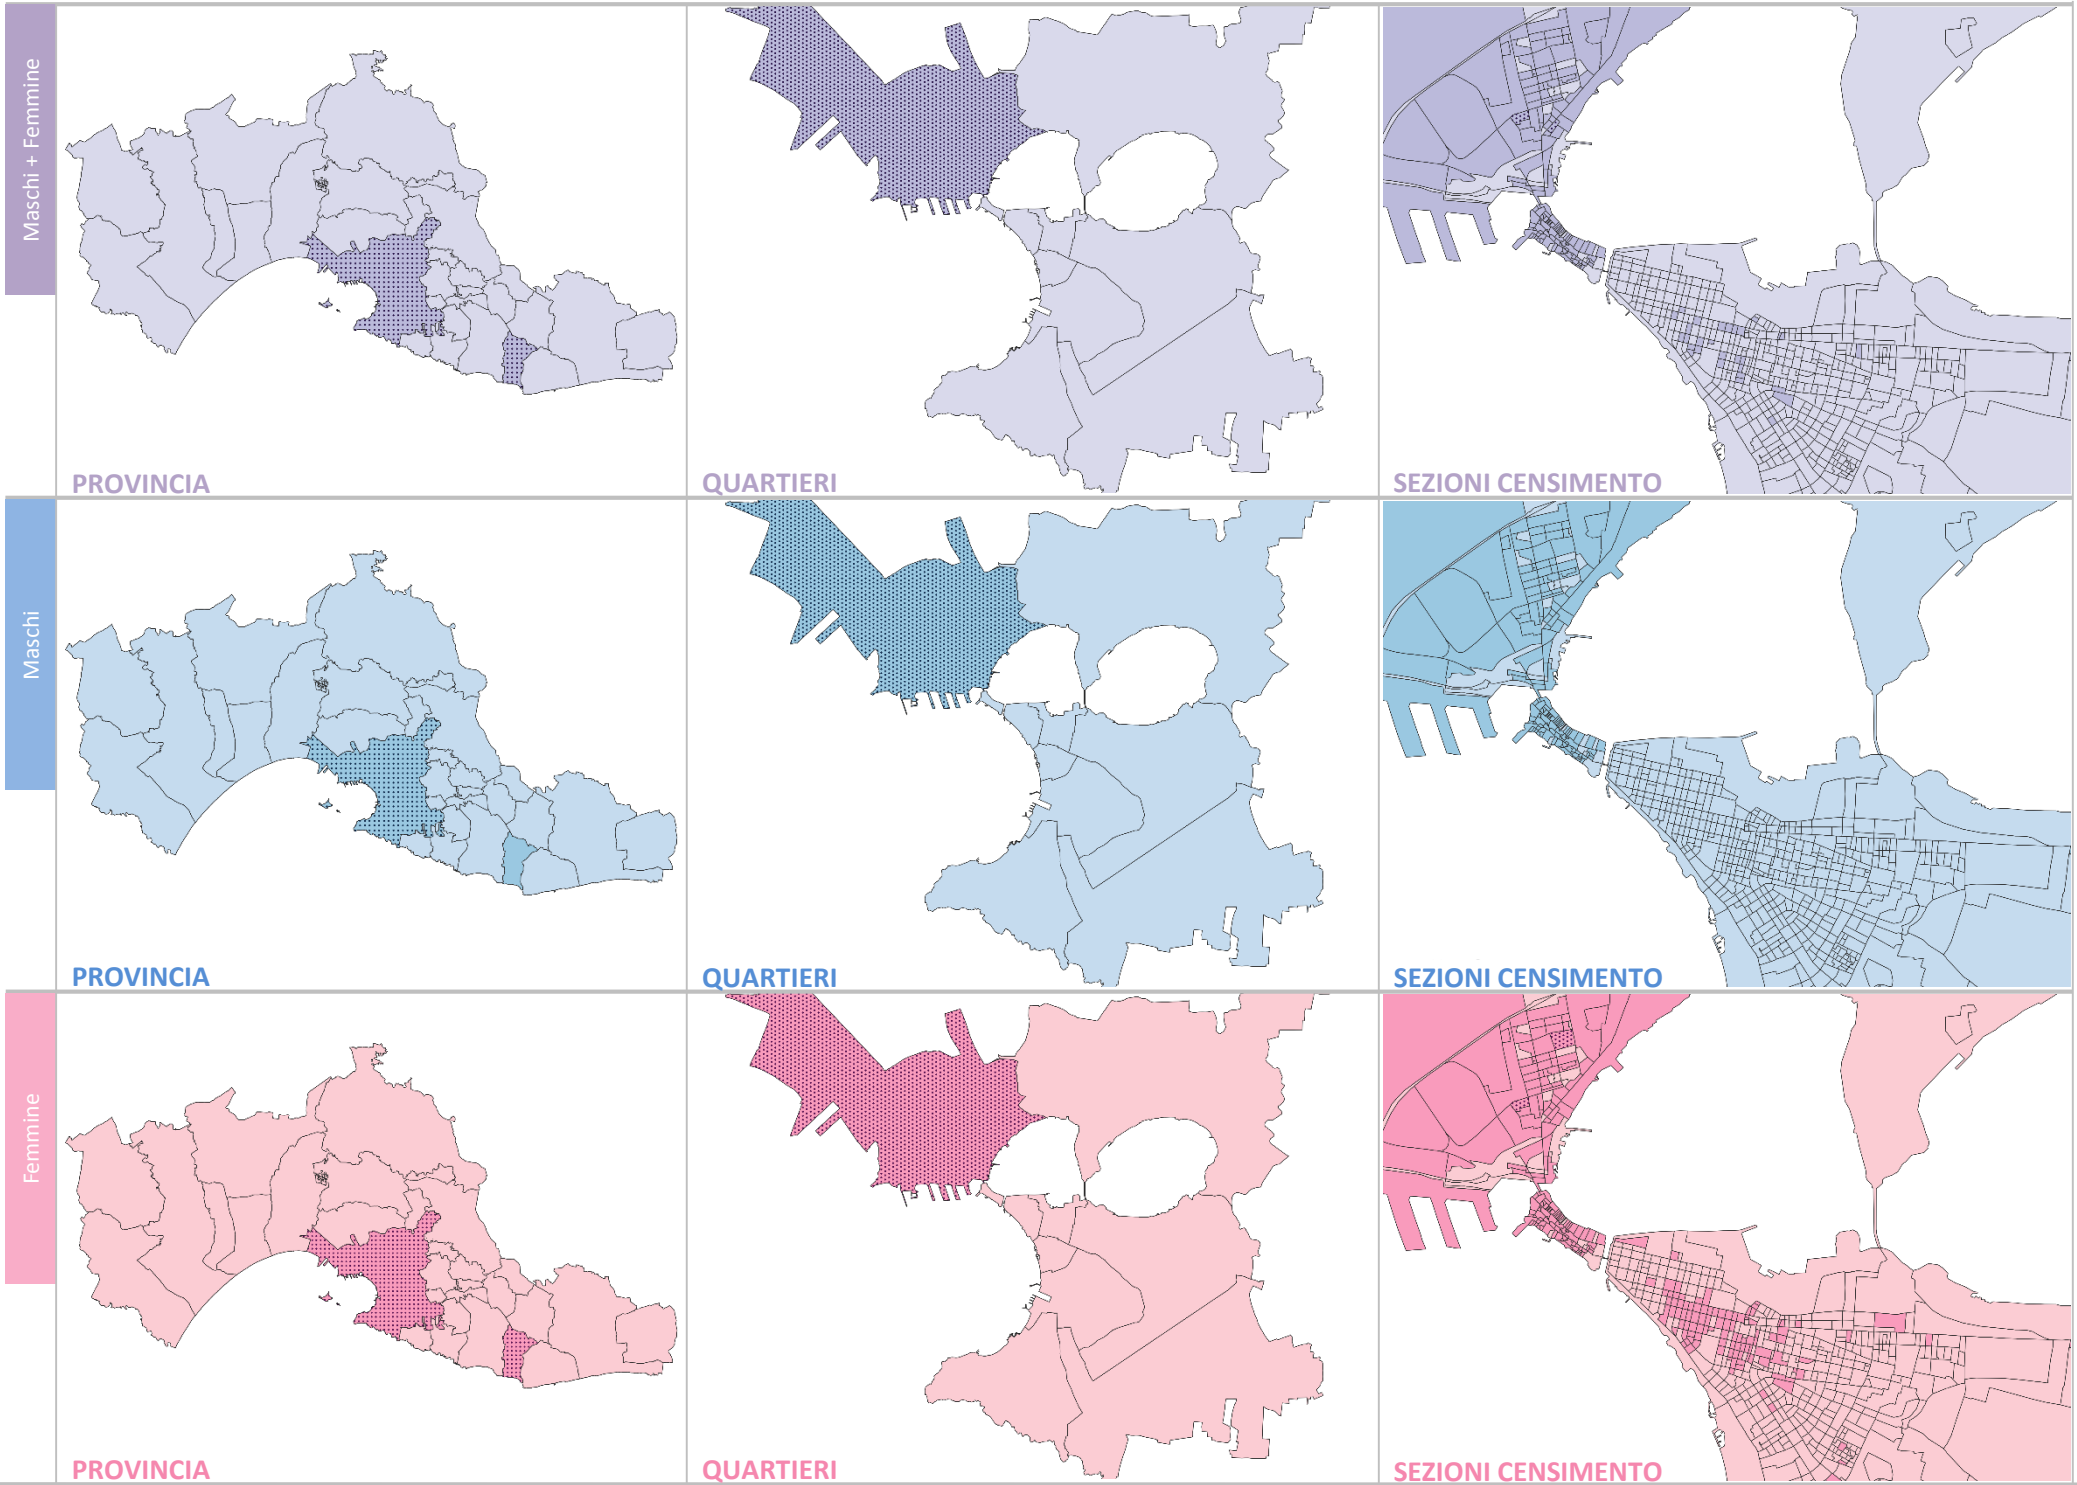 Maschi + Femmine
PROVINCIA
QUARTIERI
SEZIONI CENSIMENTO
Maschi
PROVINCIA
QUARTIERI
SEZIONI CENSIMENTO
Femmine
PROVINCIA
QUARTIERI
SEZIONI CENSIMENTO